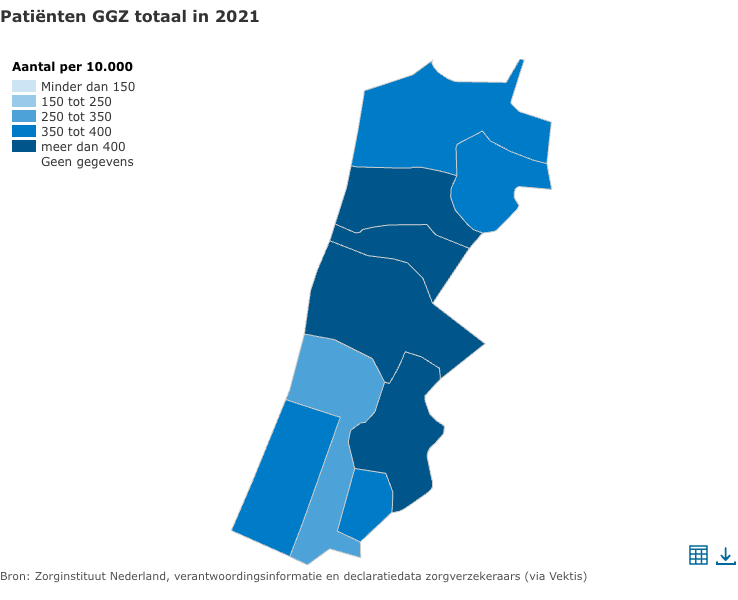 Patiënten GGZ totaal in 2021
Aantal per 10.000
Minder dan 150
150 tot 250
250 tot 350
350 tot 400
meer dan 400
Geen gegevens
Bron: Zorginstituut Nederland, verantwoordingsinformatie en declaratiedata zorgverzekeraars (via Vektis)